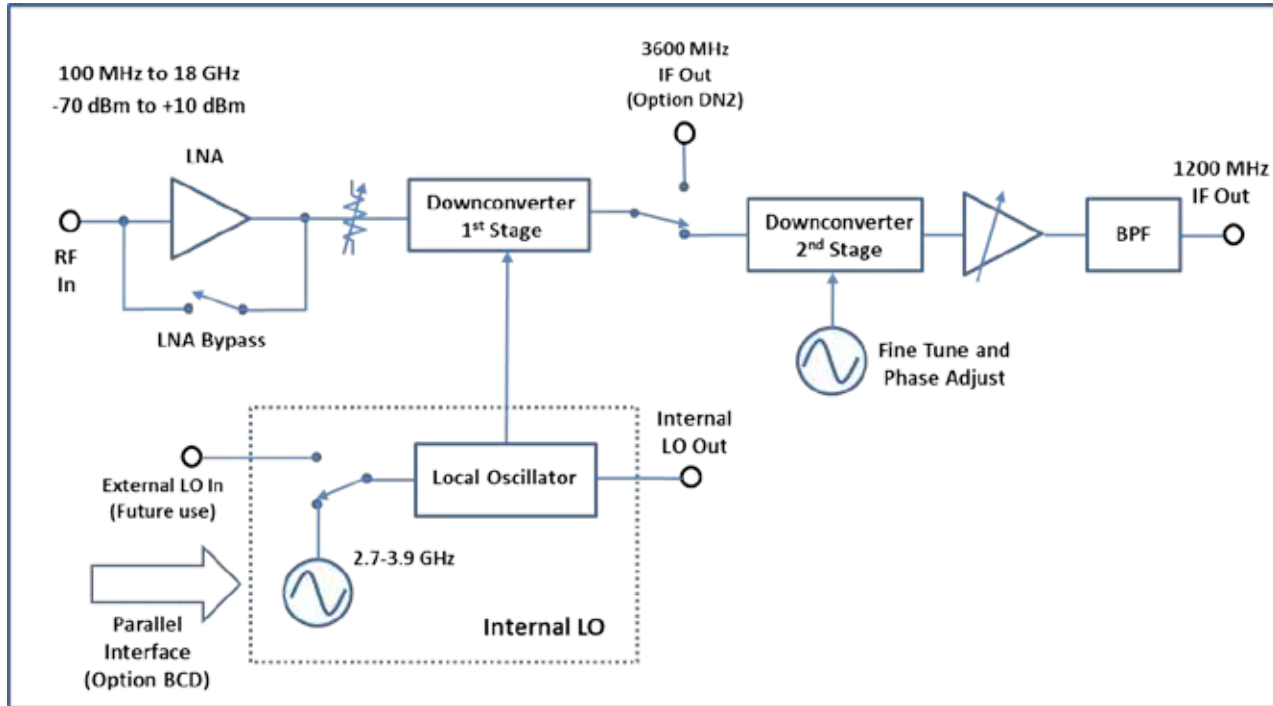 100 MHz to 18 GHz
-70 dBm to +10 dBm
LNA
RF
In
LNA Bypass
Downconverter
1st Stage
3600 MHz
IF Out
(Option DN2)
Downconverter
2nd Stage
BPF
1200 MHz
IF Out
Fine Tune and
Phase Adjust
Internal
LO Out
Local Oscillator
External LO In
(Future use)
2.7-3.9 GHz
Internal LO
Parallel
Interface
(Option BCD)